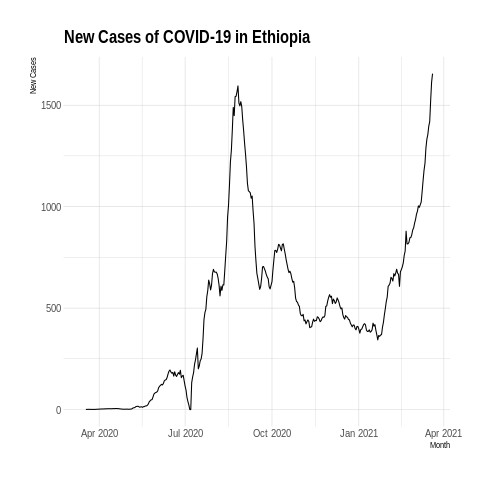 New Cases of COVID-19 in Ethiopia
New Cases
1500
1000
500
0
Apr 2020
Jul 2020
Oct 2020
Jan 2021
Apr 2021
Month